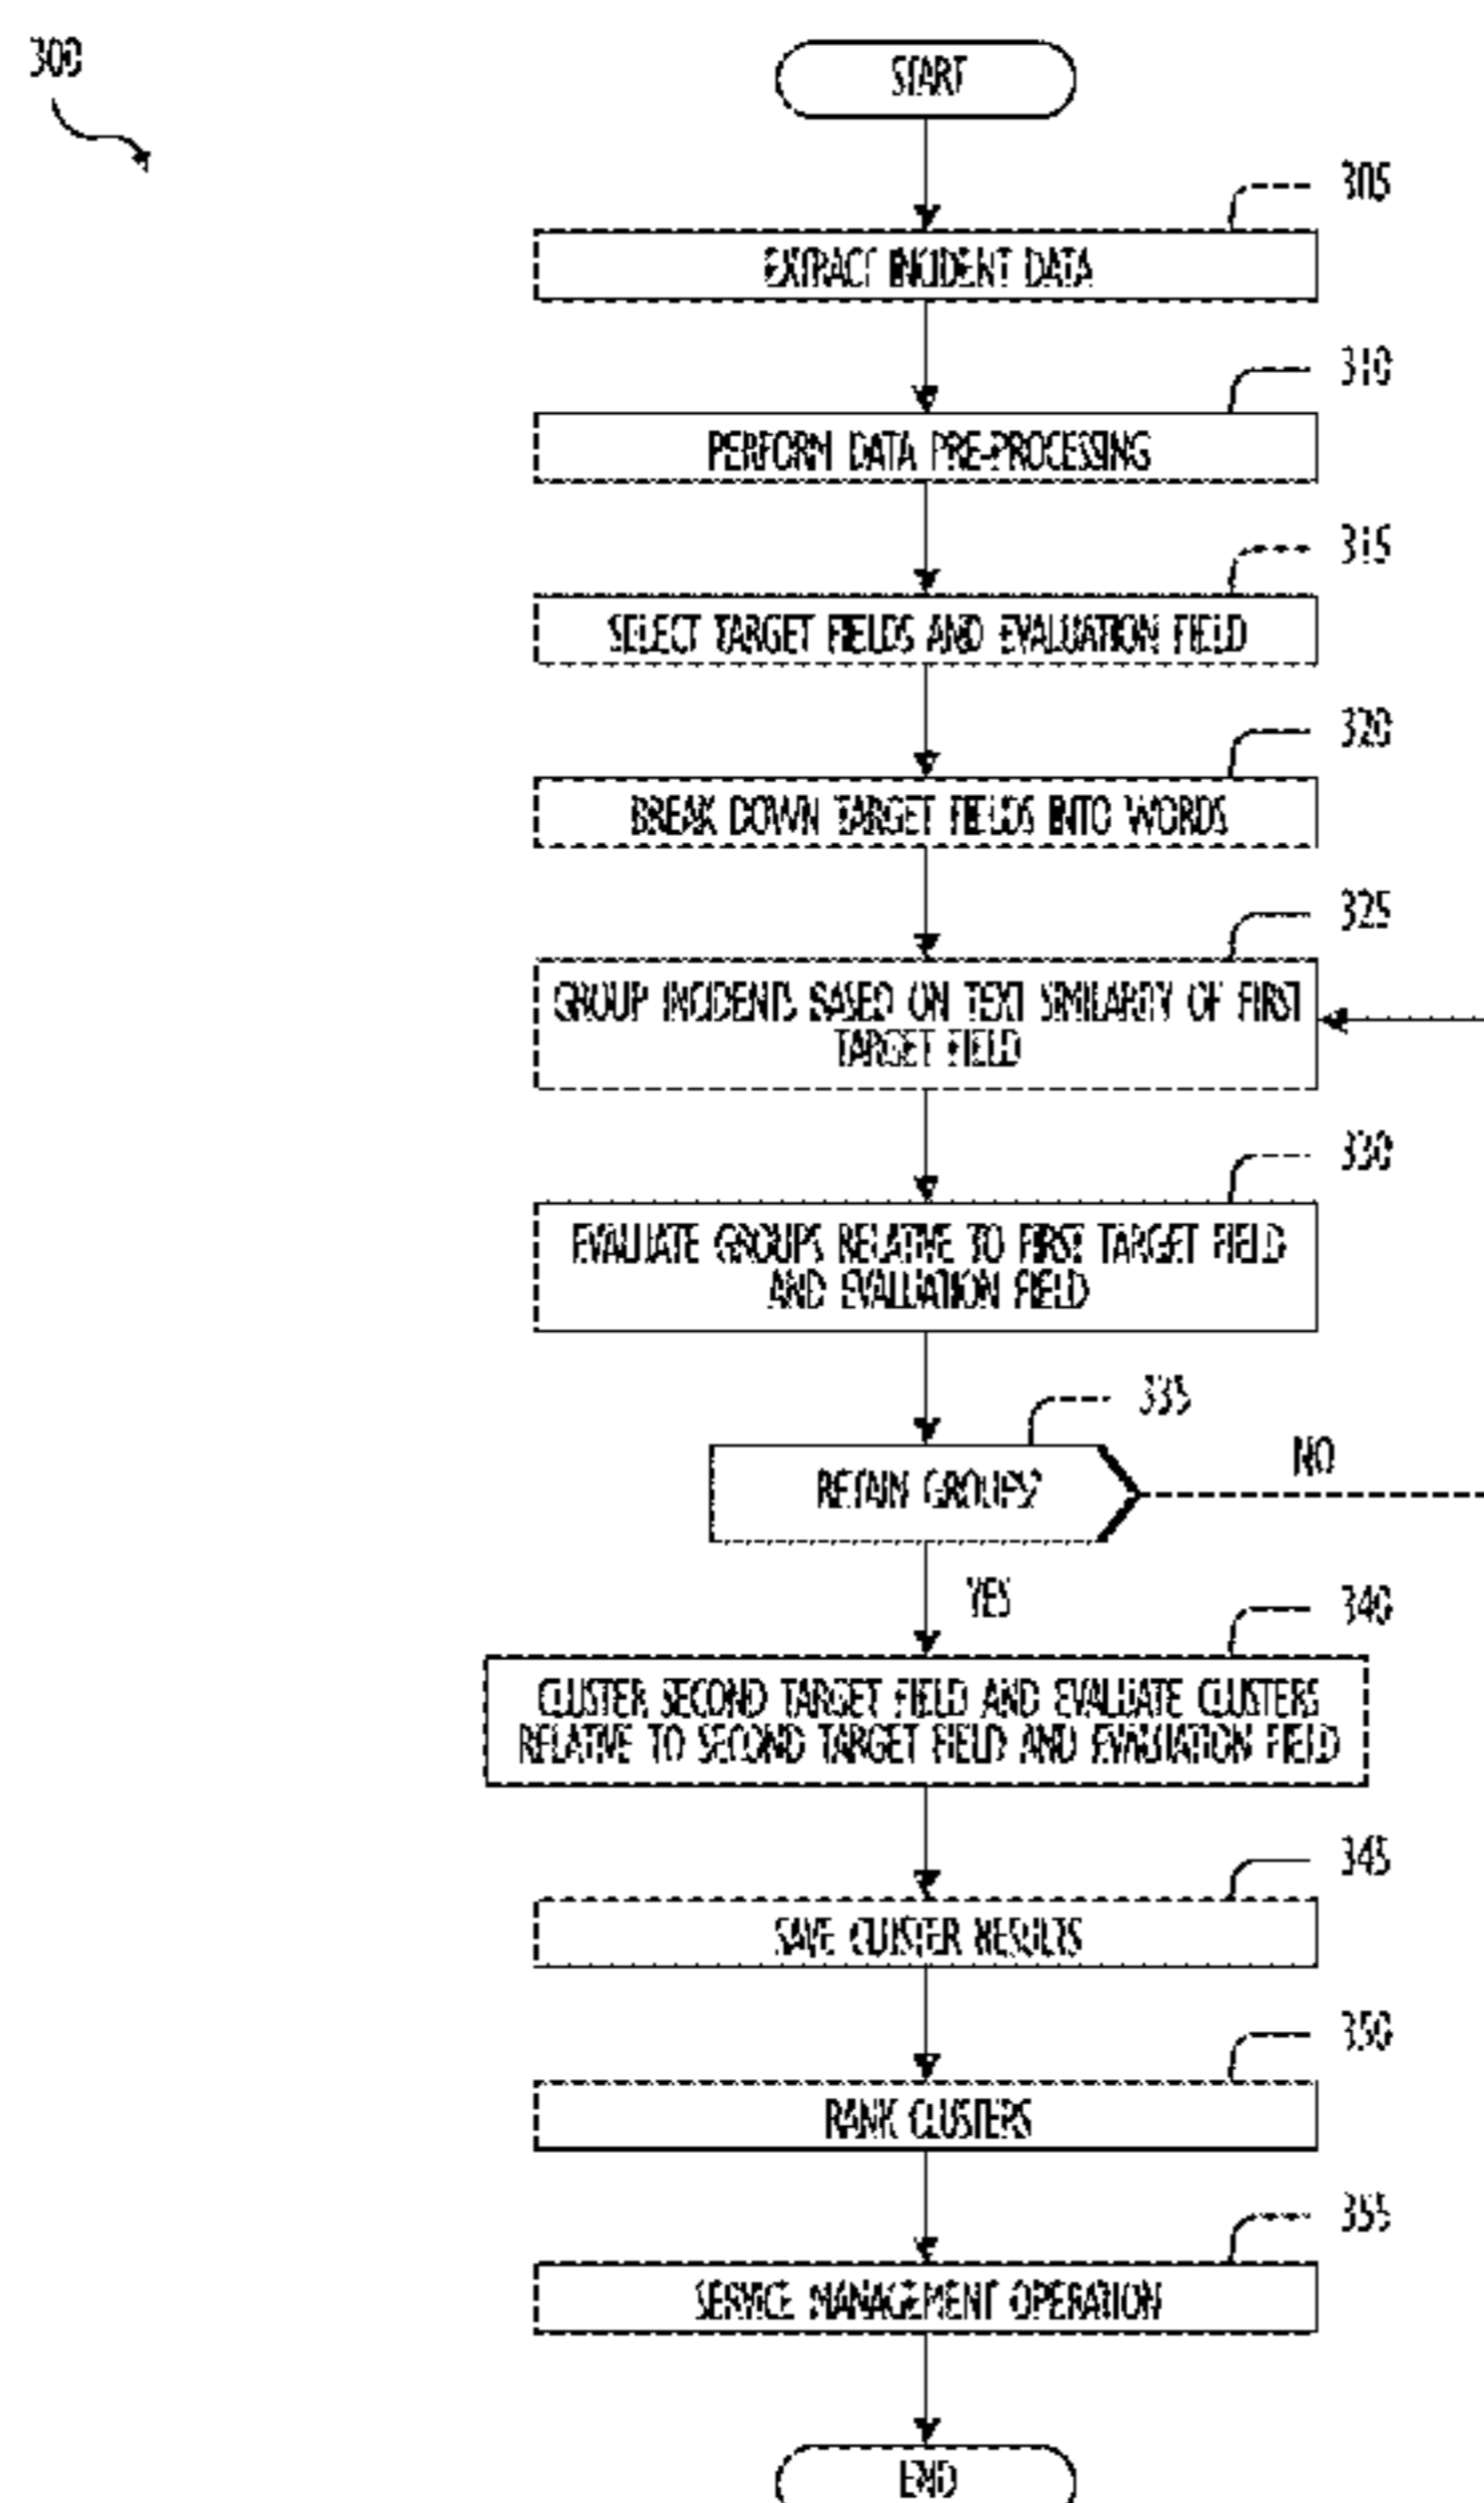 300
START
305
EXTRACT INCIDENT DATA
310
PERFORM DATA PRE-PROCESSING
315
SELECT TARGET FIELDS AND EVALUATION FIELD
320
BREAK DOWN TARGET FIELDS INTO WORDS
325
GROUP INCIDENTS BASED ON TEXT SIMILARITY OF FIRST
TARGET FIELD
330
EVALUATE GROUPS RELATIVE TO FIRST TARGET FIELD
AND EVALUATION FIELD
335
RETAIN GROUPS?
NO
YES
340
CLUSTER SECOND TARGET FIELD AND EVALUATE CLUSTERS
RELATIVE TO SECOND TARGET FIELD AND EVALUATION FIELD
345
SAVE CLUSTER RESULTS
350
RANK CLUSTERS
355
SERVICE MANAGEMENT OPERATION
END